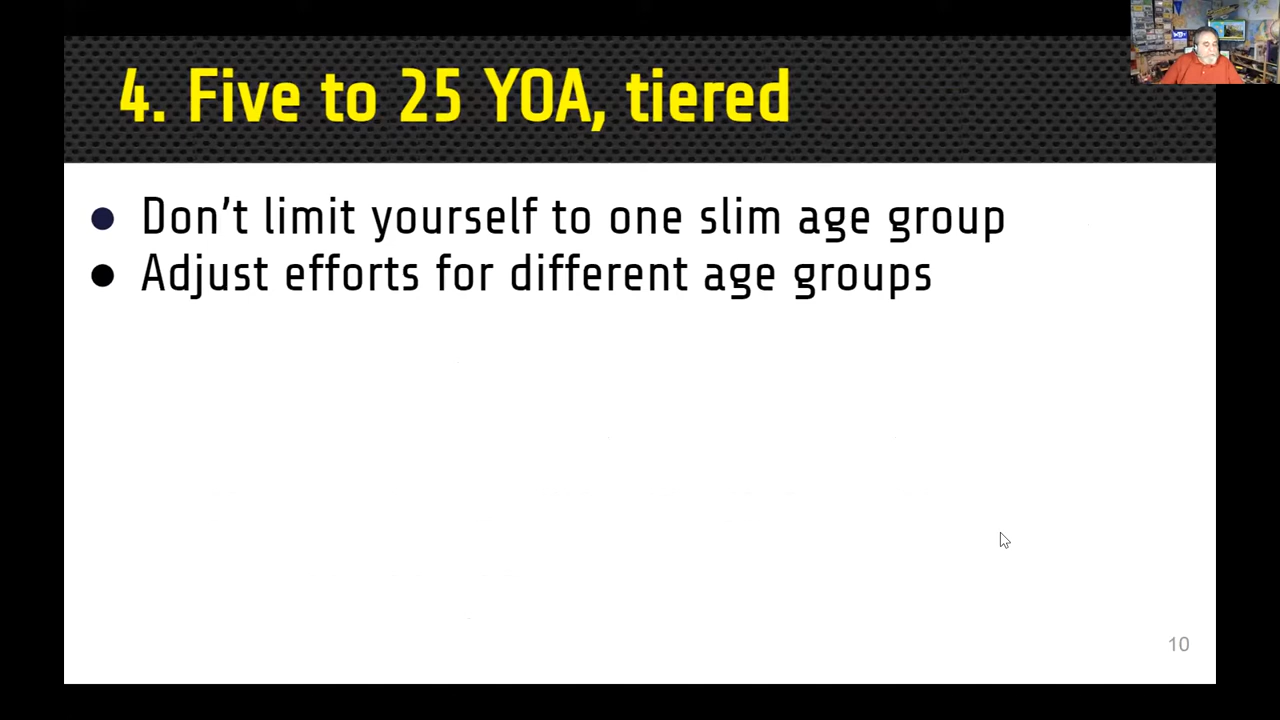 4. Five to 25 YOA, tiered
● Don't limit yourself to one slim age group
● Adjust efforts for different age groups
10